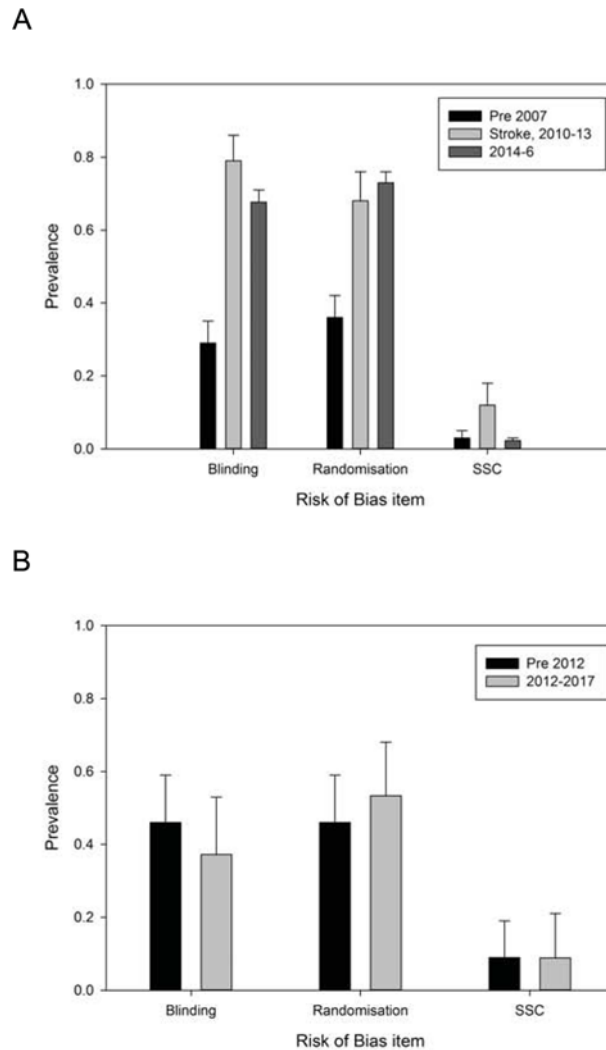 A
1.0
0.8
0.6
0.4
0.2
0.0
Prevalence
Pre 2007
Stroke, 2010-13
2014-6
Blinding Randomisation SSC
Risk of Bias item
B
1.0
0.8
0.6
0.4
0.2
0.0
Prevalence
Pre 2012
2012-2017
Blinding Randomisation SSC
Risk of Bias item